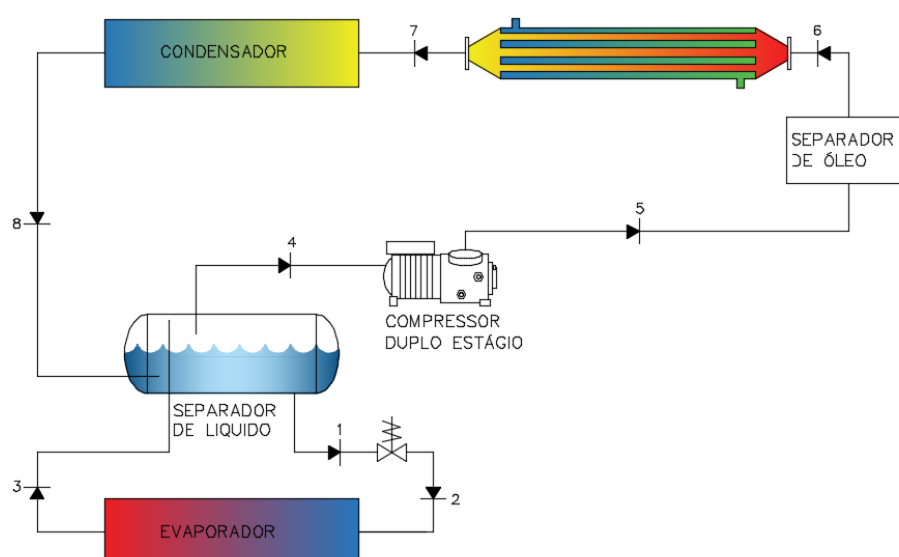 CONDENSADOR
7
6
SEPARADOR
DE ÓLEO
8
4
5
COMPRESSOR
DUPLO ESTÁGIO
SEPARADOR
DE LIQUIDO
1
3
2
EVAPORADOR